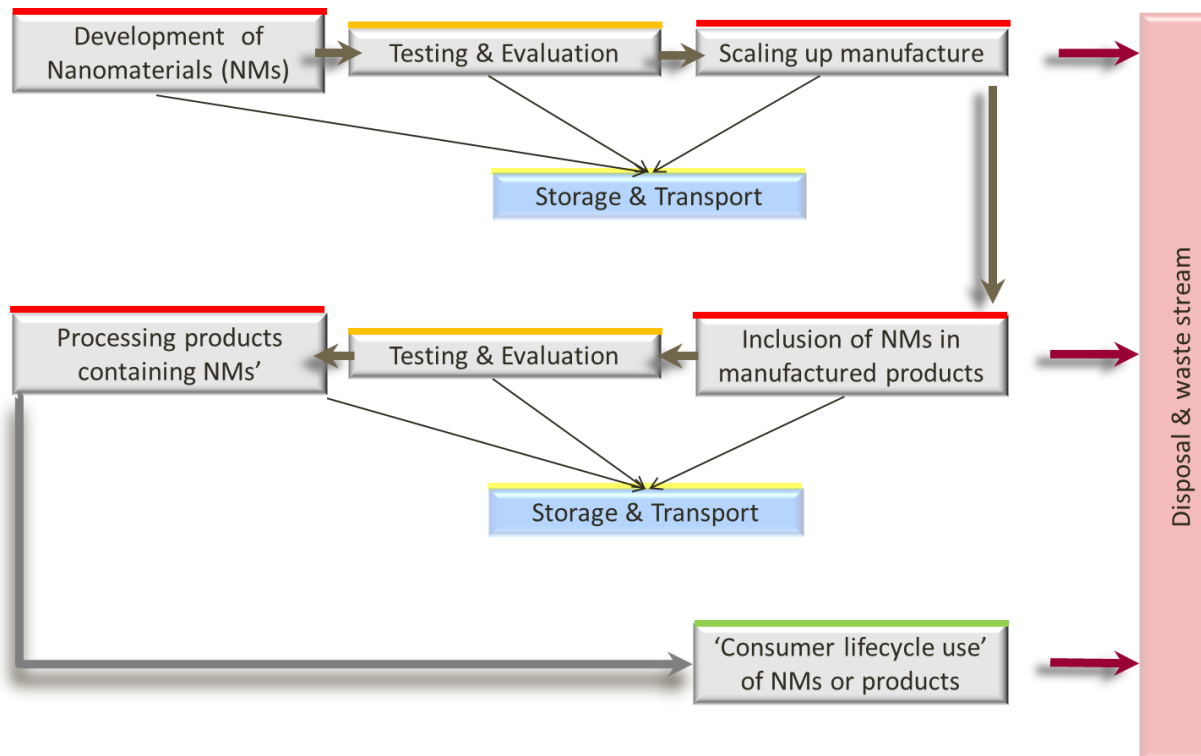 Development of
Nanomaterials (NMs)
Testing & Evaluation
Scaling up manufacture
Storage & Transport
Processing products
containing NMs’
Testing & Evaluation
Inclusion of NMs in
manufactured products
Storage & Transport
‘Consumer lifecycle use’
of NMs or products
Disposal & waste stream